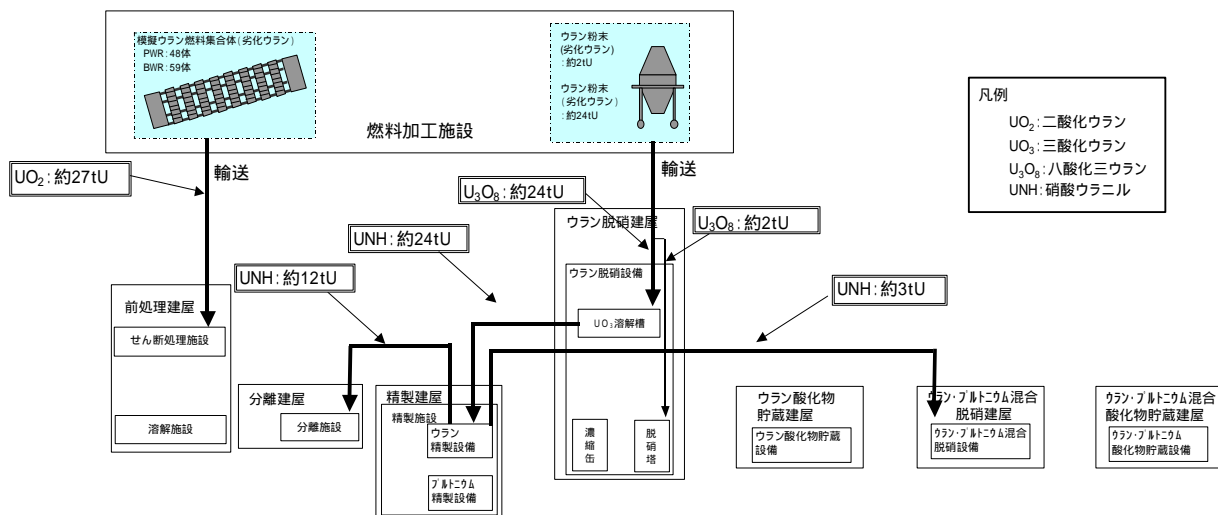 模擬ウラン燃料集合体(劣化ウラン)
PWR:48体
BWR:59体
ウラン粉末
(劣化ウラン)
:約2tU
ウラン粉末
(劣化ウラン)
:約24tU
燃料加工施設
凡例
UO₂:二酸化ウラン
UO₃:三酸化ウラン
U₃O₈:八酸化三ウラン
UNH:硝酸ウラニル
輸送
輸送
UO₂:約27tU
U₃O₈:約24tU
U₃O₈:約2tU
UNH:約24tU
UNH:約12tU
UNH:約3tU
ウラン脱硝建屋
ウラン脱硝設備
UO₃溶解槽
濃縮缶
脱硝塔
前処理建屋
せん断処理施設
溶解施設
分離建屋
分離施設
精製建屋
精製施設
ウラン
精製設備
プルトニウム
精製設備
ウラン酸化物
貯蔵建屋
ウラン酸化物貯蔵
設備
ウラン・プルトニウム混合
脱硝建屋
ウラン・プルトニウム混合
脱硝設備
ウラン・プルトニウム混合
酸化物貯蔵建屋
ウラン・プルトニウム
酸化物貯蔵設備